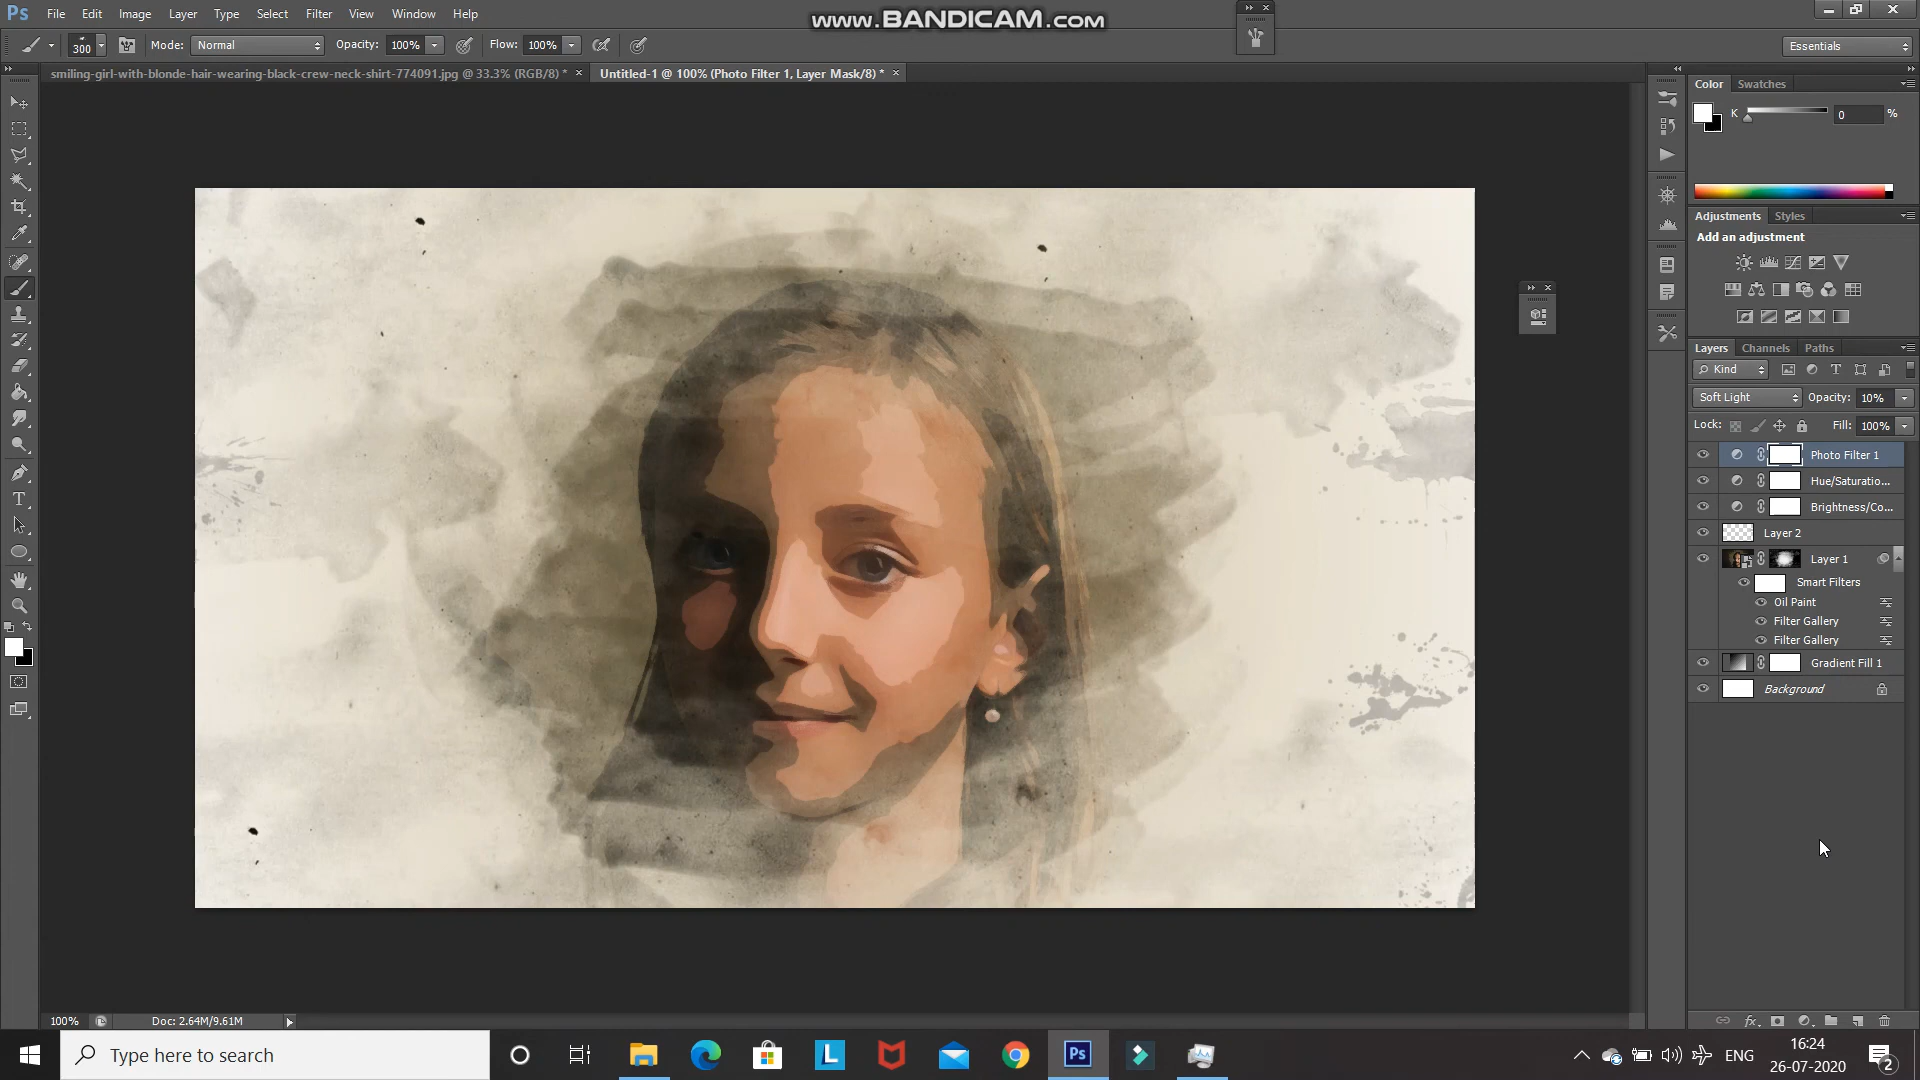 Ps File Edit Image Layer Type Select Filter View Window Help
www.BANDICAM.com
300 Mode: Normal Opacity: 100% Flow: 100% Essentials
smiling-girl-with-blonde-hair-wearing-black-crew-neck-shirt-774091.jpg @ 33.3% (RGB/8) * × Untitled-1 @ 100% (Photo Filter 1, Layer Mask/8) * ×
Color Swatches
K 0 %
Adjustments Styles
Add an adjustment
Layers Channels Paths
Kind
Soft Light Opacity: 10%
Lock: Fill: 100%
Photo Filter 1
Hue/Saturatio...
Brightness/Co...
Layer 2
Layer 1
Smart Filters
Oil Paint
Filter Gallery
Filter Gallery
Gradient Fill 1
Background
100% Doc: 2.64M/9.61M
Type here to search
L
Ps
ENG
16:24
26-07-2020
2